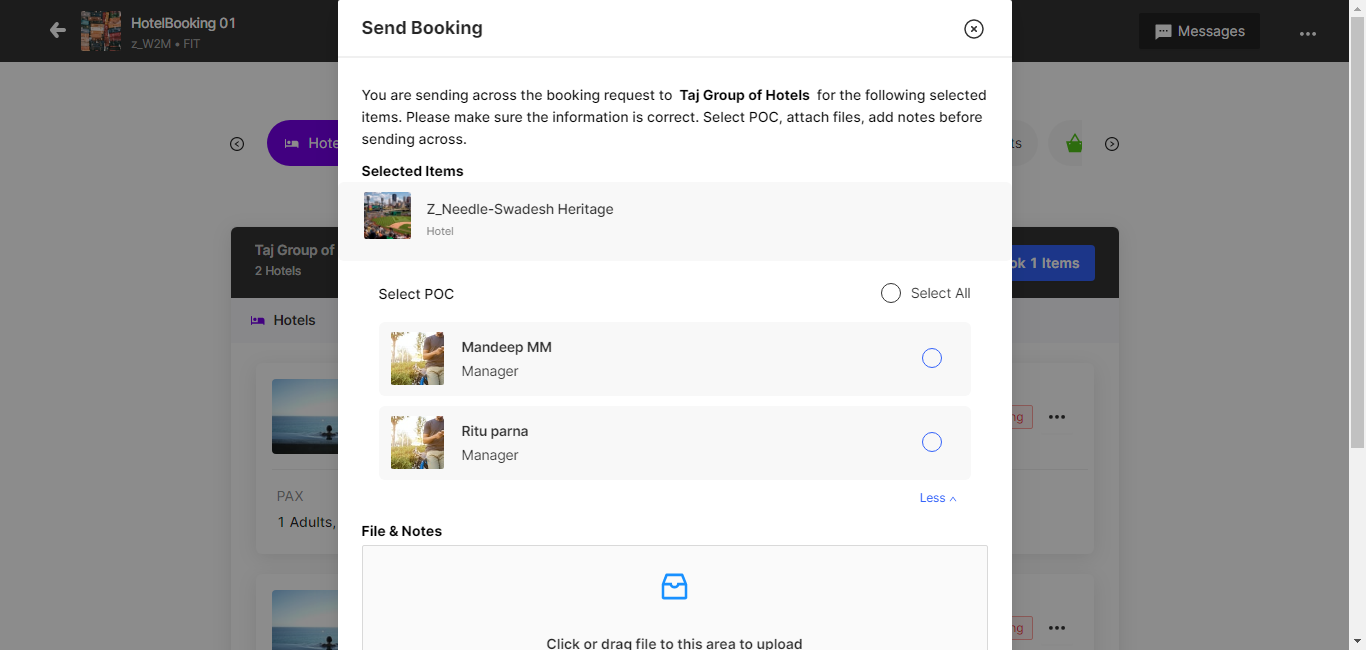 HotelBooking 01
z_W2M • FIT
Messages
Send Booking
You are sending across the booking request to Taj Group of Hotels for the following selected
items. Please make sure the information is correct. Select POC, attach files, add notes before
sending across.
Selected Items
Z_Needle-Swadesh Heritage
Hotel
Select POC
Select All
Mandeep MM
Manager
Ritu parna
Manager
Less
File & Notes
Click or drag file to this area to upload
Taj Group of
2 Hotels
1 Items
Hotels
PAX
1 Adults,